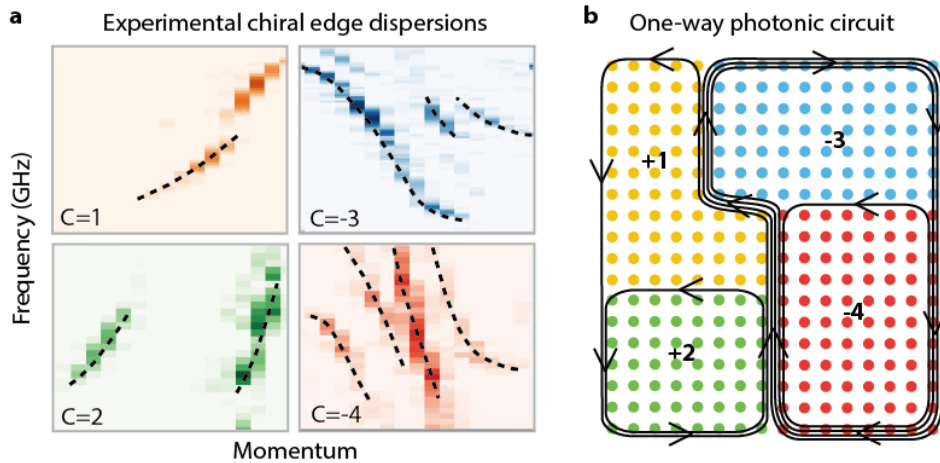 a Experimental chiral edge dispersions
C=1
C=-3
C=2
C=-4
Frequency (GHz)
Momentum
b One-way photonic circuit
+1
-3
+2
-4